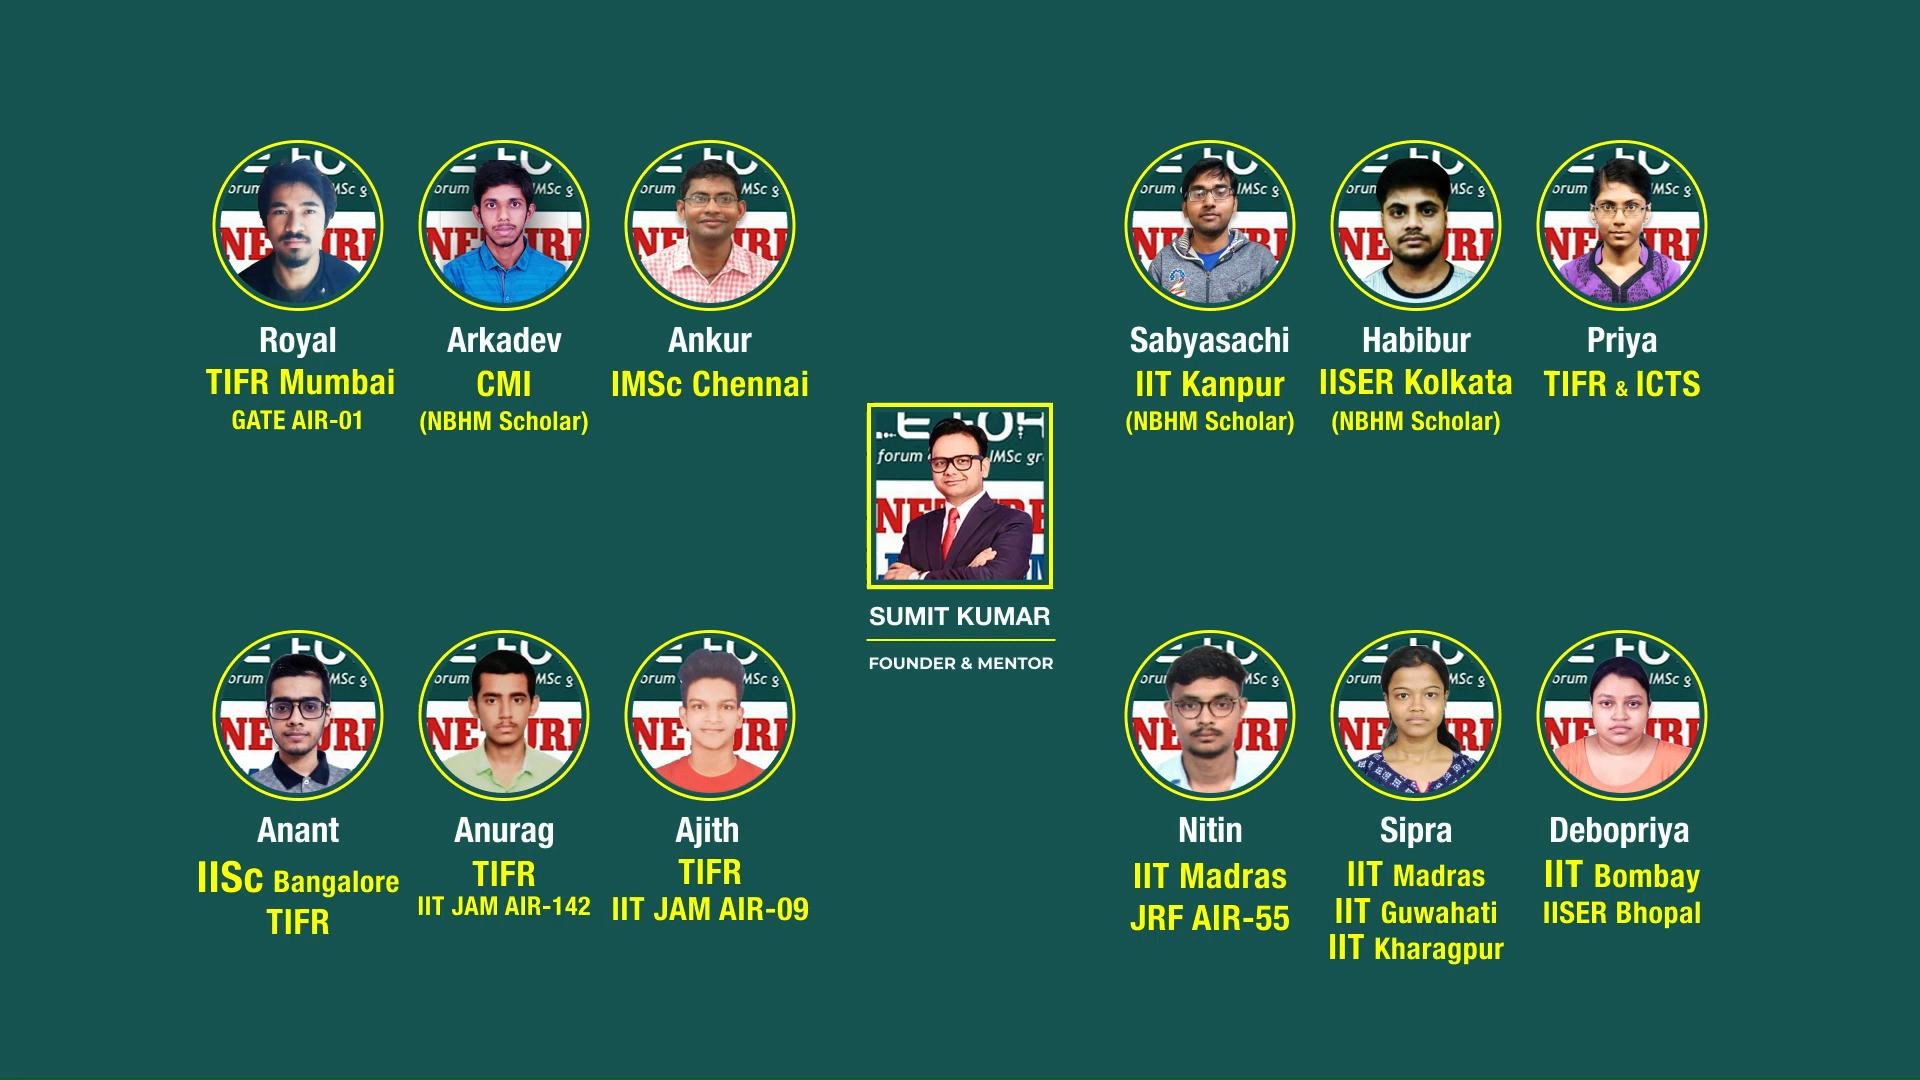 Royal
TIFR Mumbai
GATE AIR-01
Arkadev
CMI
(NBHM Scholar)
Ankur
IMSc Chennai
Sabyasachi
IIT Kanpur
(NBHM Scholar)
Habibur
IISER Kolkata
(NBHM Scholar)
Priya
TIFR & ICTS
forum IMSc
NET
SUMIT KUMAR
FOUNDER & MENTOR
Anant
IISc Bangalore
TIFR
Anurag
TIFR
IIT JAM AIR-142
Ajith
TIFR
IIT JAM AIR-09
Nitin
IIT Madras
JRF AIR-55
Sipra
IIT Madras
IIT Guwahati
IIT Kharagpur
Debopriya
IIT Bombay
IISER Bhopal